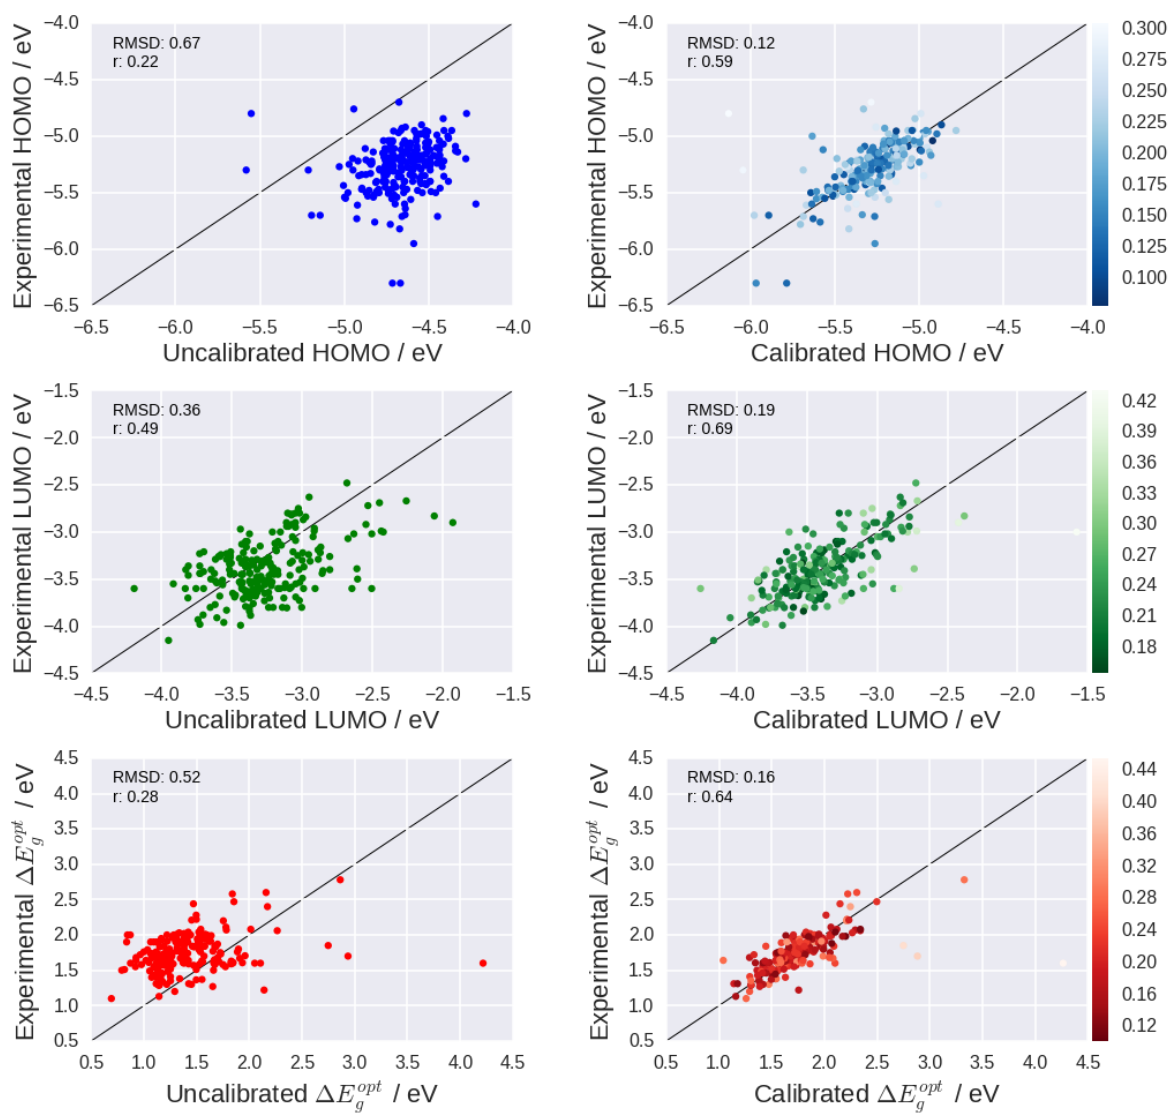 −4.0
−4.5
−5.0
−5.5
−6.0
−6.5
Experimental HOMO / eV
RMSD: 0.67
r: 0.22
−6.5 −6.0 −5.5 −5.0 −4.5 −4.0
Uncalibrated HOMO / eV
−4.0
−4.5
−5.0
−5.5
−6.0
−6.5
Experimental HOMO / eV
RMSD: 0.12
r: 0.59
−6.5 −6.0 −5.5 −5.0 −4.5 −4.0
Calibrated HOMO / eV
0.300
0.275
0.250
0.225
0.200
0.175
0.150
0.125
0.100
−1.5
−2.0
−2.5
−3.0
−3.5
−4.0
−4.5
Experimental LUMO / eV
RMSD: 0.36
r: 0.49
−4.5 −4.0 −3.5 −3.0 −2.5 −2.0 −1.5
Uncalibrated LUMO / eV
−1.5
−2.0
−2.5
−3.0
−3.5
−4.0
−4.5
Experimental LUMO / eV
RMSD: 0.19
r: 0.69
−4.5 −4.0 −3.5 −3.0 −2.5 −2.0 −1.5
Calibrated LUMO / eV
0.42
0.39
0.36
0.33
0.30
0.27
0.24
0.21
0.18
4.5
4.0
3.5
3.0
2.5
2.0
1.5
1.0
0.5
Experimental ΔE_g^{opt} / eV
RMSD: 0.52
r: 0.28
0.5 1.0 1.5 2.0 2.5 3.0 3.5 4.0 4.5
Uncalibrated ΔE_g^{opt} / eV
4.5
4.0
3.5
3.0
2.5
2.0
1.5
1.0
0.5
Experimental ΔE_g^{opt} / eV
RMSD: 0.16
r: 0.64
0.5 1.0 1.5 2.0 2.5 3.0 3.5 4.0 4.5
Calibrated ΔE_g^{opt} / eV
0.44
0.40
0.36
0.32
0.28
0.24
0.20
0.16
0.12